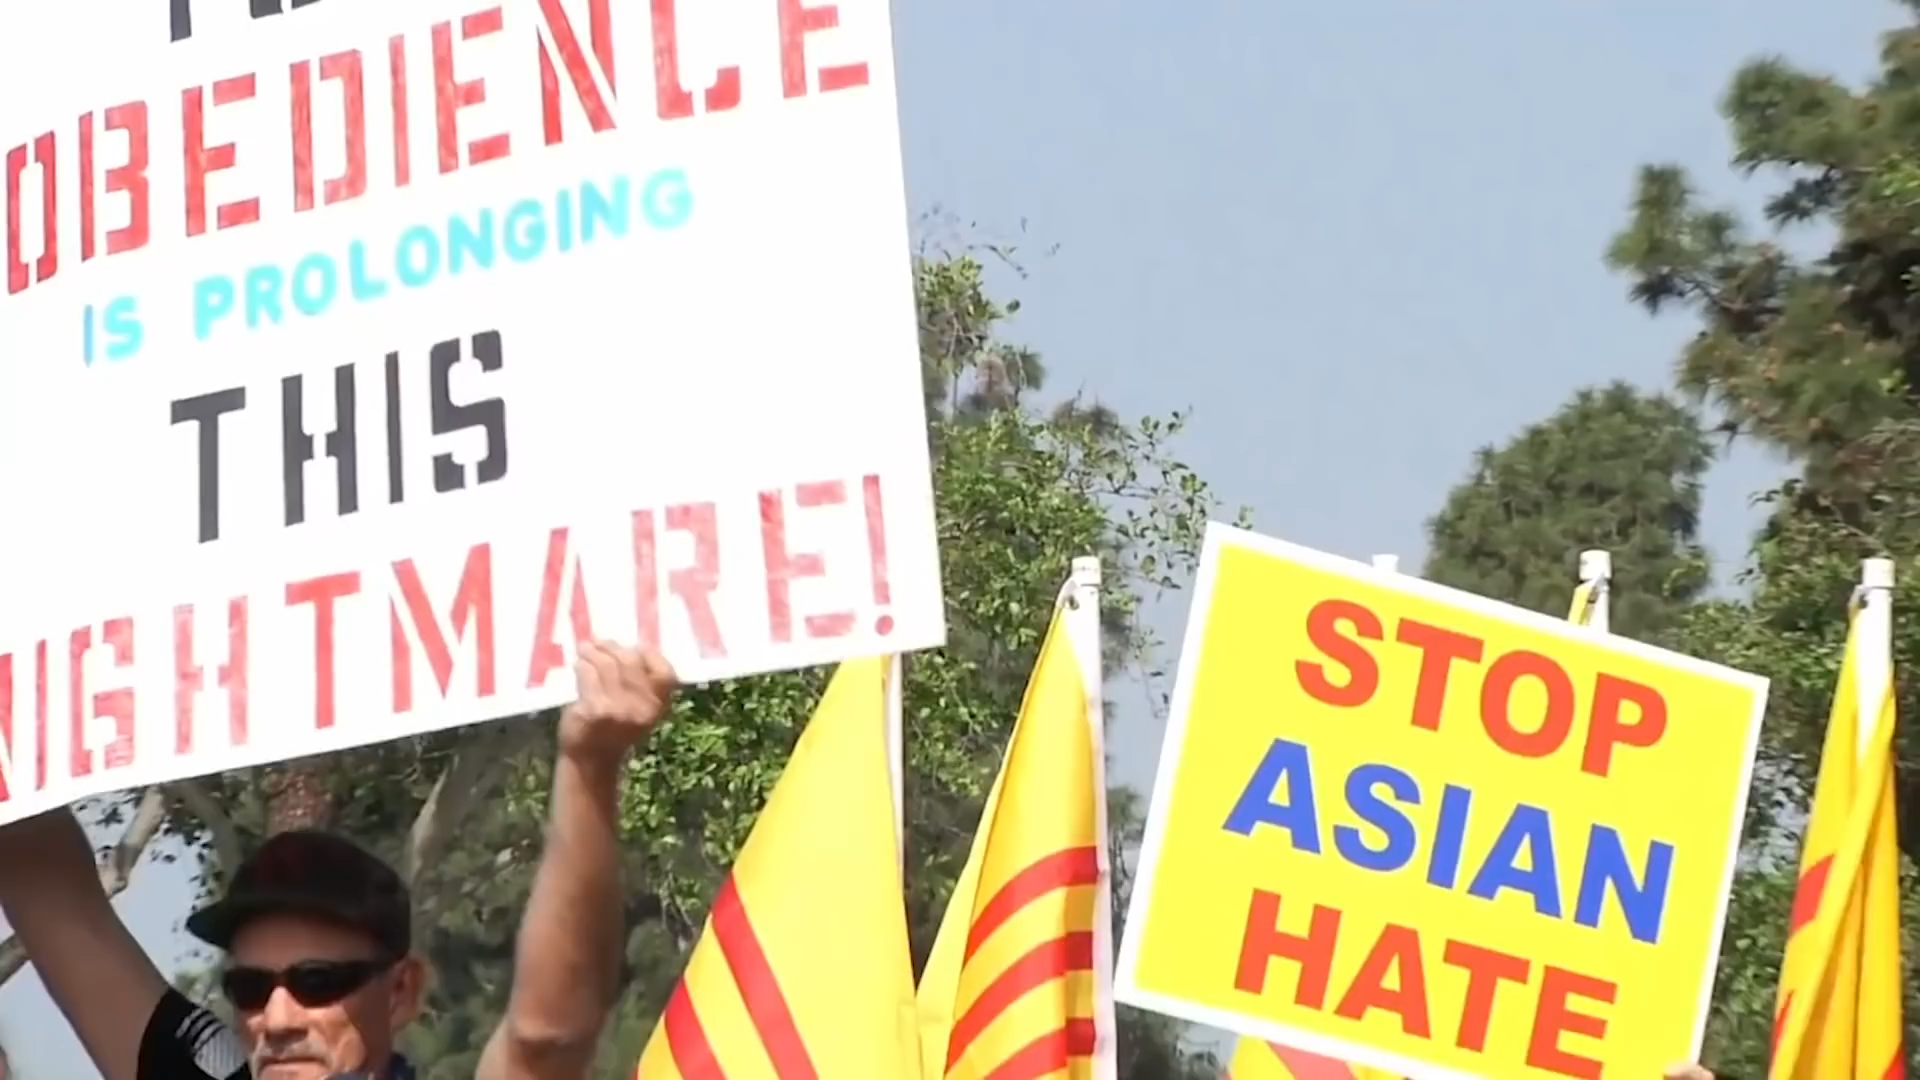 OBEDIENCE
IS PROLONGING
THIS
NIGHTMARE!
STOP
ASIAN
HATE